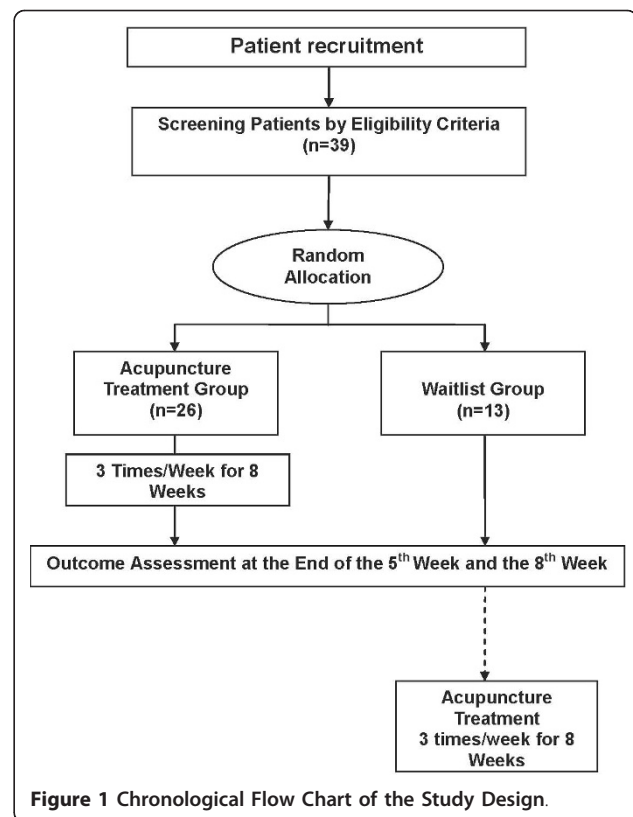 Patient recruitment
Screening Patients by Eligibility Criteria
(n=39)
Random
Allocation
Acupuncture
Treatment Group
(n=26)
Waitlist Group
(n=13)
3 Times/Week for 8
Weeks
Outcome Assessment at the End of the 5th Week and the 8th Week
Acupuncture
Treatment
3 times/week for 8
Weeks
Figure 1 Chronological Flow Chart of the Study Design.